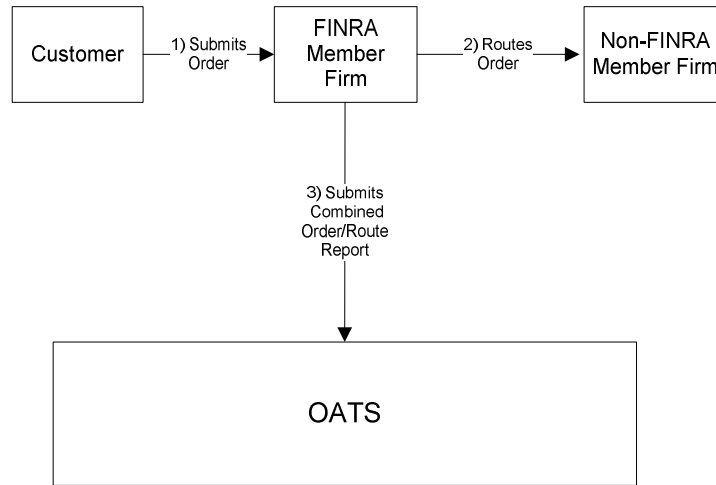 Customer
1) Submits
Order
FINRA
Member
Firm
2) Routes
Order
Non-FINRA
Member Firm
3) Submits
Combined
Order/Route
Report
OATS